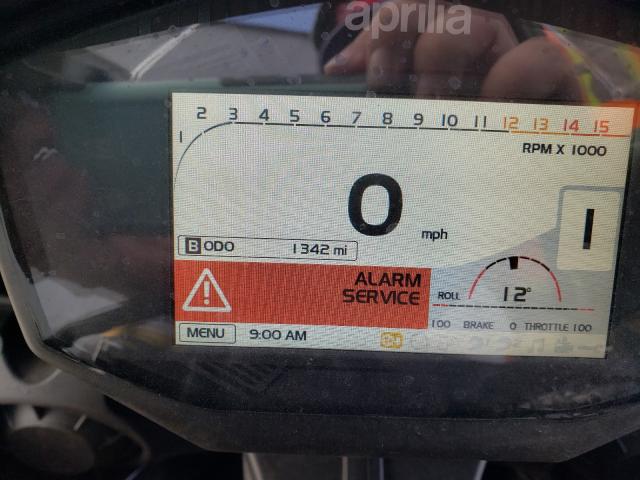 aprilia
1 2 3 4 5 6 7 8 9 10 11 12 13 14 15
RPM X 1000
0 mph
1
B ODO 1342 mi
ALARM
SERVICE
ROLL 12°
100 BRAKE 0 THROTTLE 100
MENU 9:00 AM